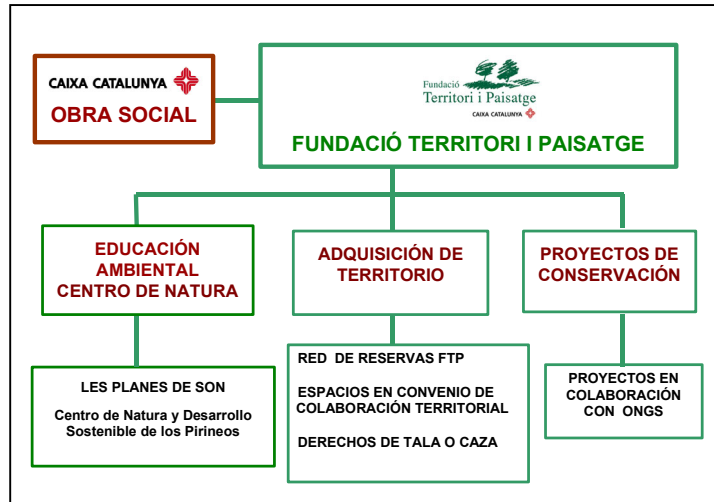 CAIXA CATALUNYA
OBRA SOCIAL
Fundació
Territori i Paisatge
CAIXA CATALUNYA
FUNDACIÓ TERRITORI I PAISATGE
EDUCACIÓN
AMBIENTAL
CENTRO DE NATURA
ADQUISICIÓN DE
TERRITORIO
PROYECTOS DE
CONSERVACIÓN
LES PLANES DE SON
Centro de Natura y Desarrollo
Sostenible de los Pirineos
RED DE RESERVAS FTP
ESPACIOS EN CONVENIO DE
COLABORACIÓN TERRITORIAL
DERECHOS DE TALA O CAZA
PROYECTOS EN
COLABORACIÓN
CON ONGS